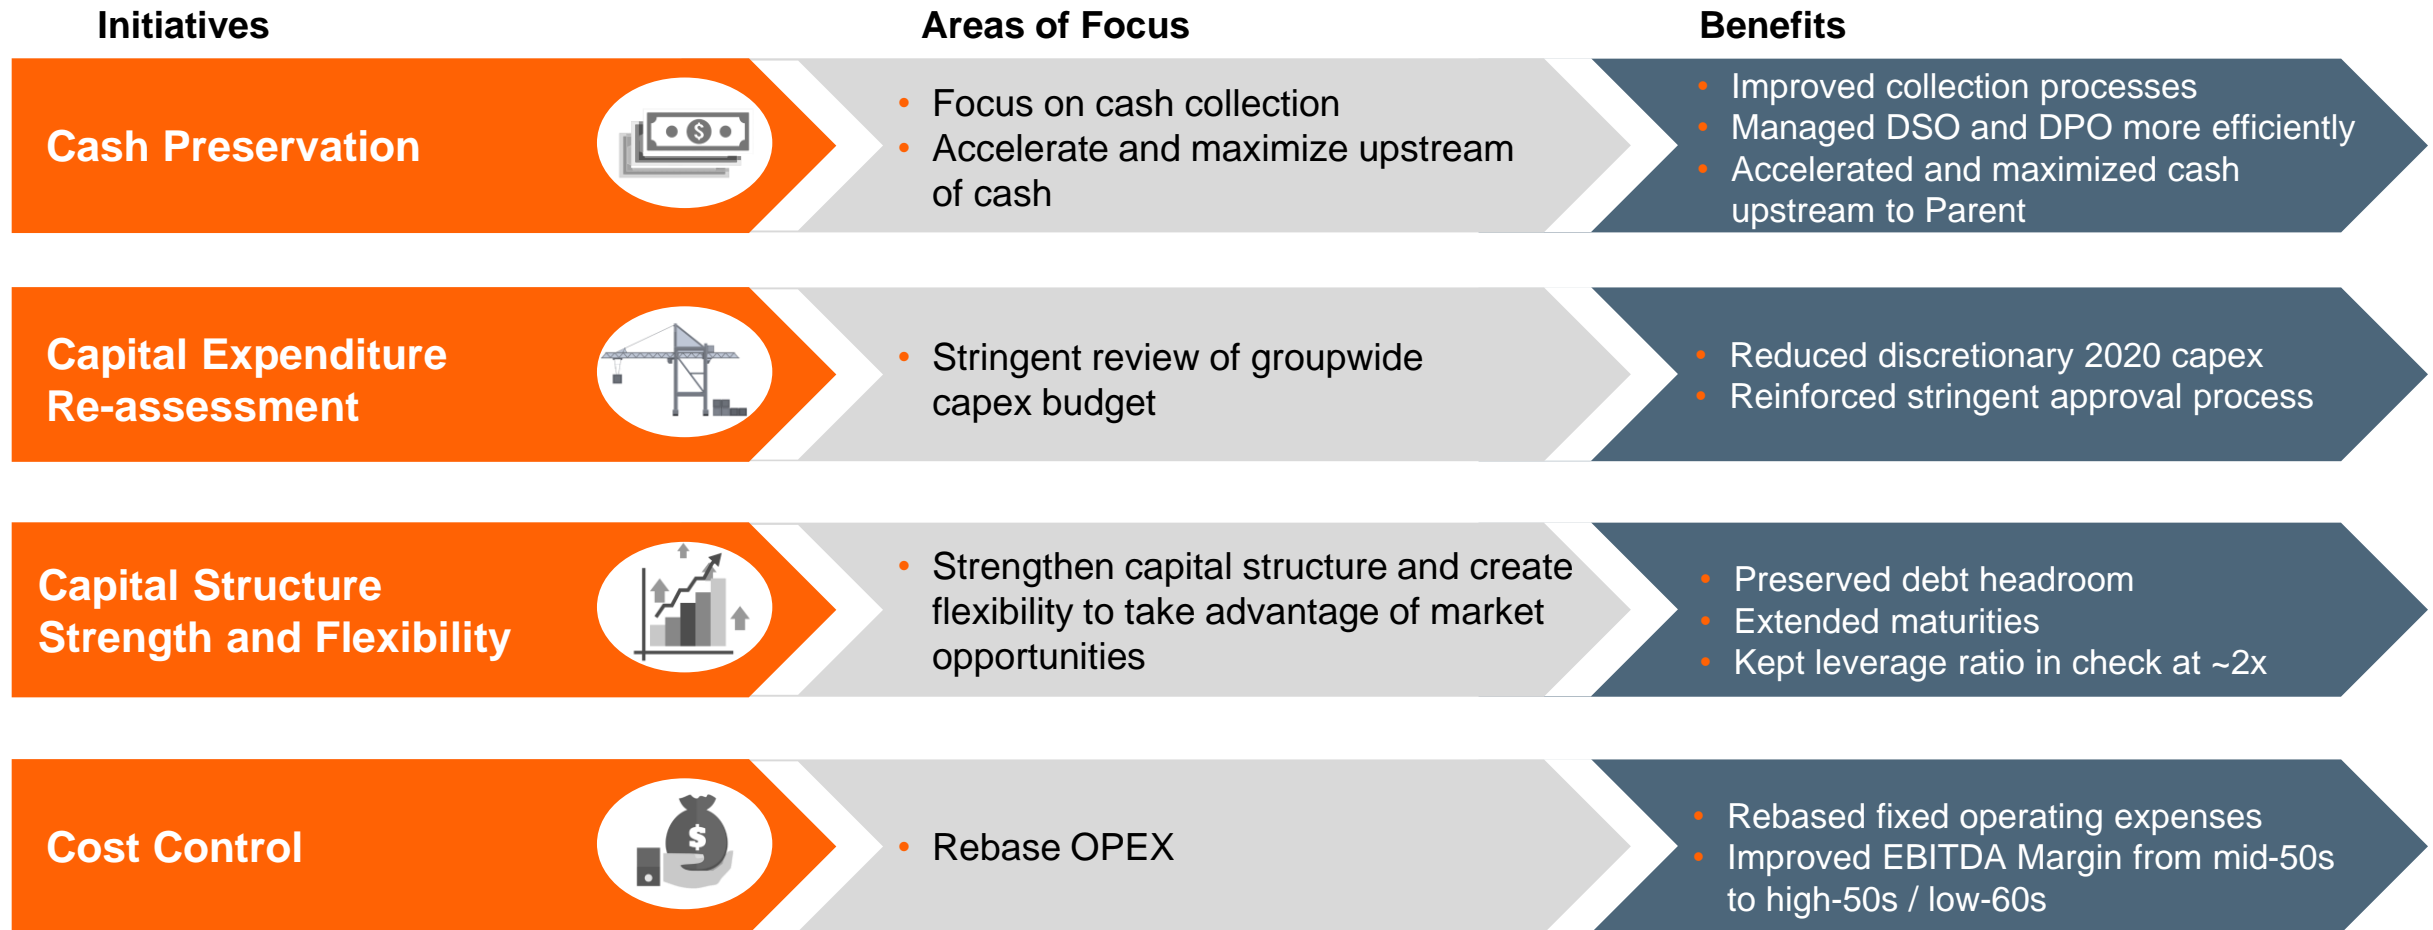 Initiatives
Areas of Focus
Benefits
Cash Preservation
$
• Focus on cash collection
• Accelerate and maximize upstream
of cash
• Improved collection processes
• Managed DSO and DPO more efficiently
• Accelerated and maximized cash
upstream to Parent
Capital Expenditure
Re-assessment
• Stringent review of groupwide
capex budget
• Reduced discretionary 2020 capex
• Reinforced stringent approval process
Capital Structure
Strength and Flexibility
• Strengthen capital structure and create
flexibility to take advantage of market
opportunities
• Preserved debt headroom
• Extended maturities
• Kept leverage ratio in check at ~2x
Cost Control
$
• Rebase OPEX
• Rebased fixed operating expenses
• Improved EBITDA Margin from mid-50s
to high-50s / low-60s